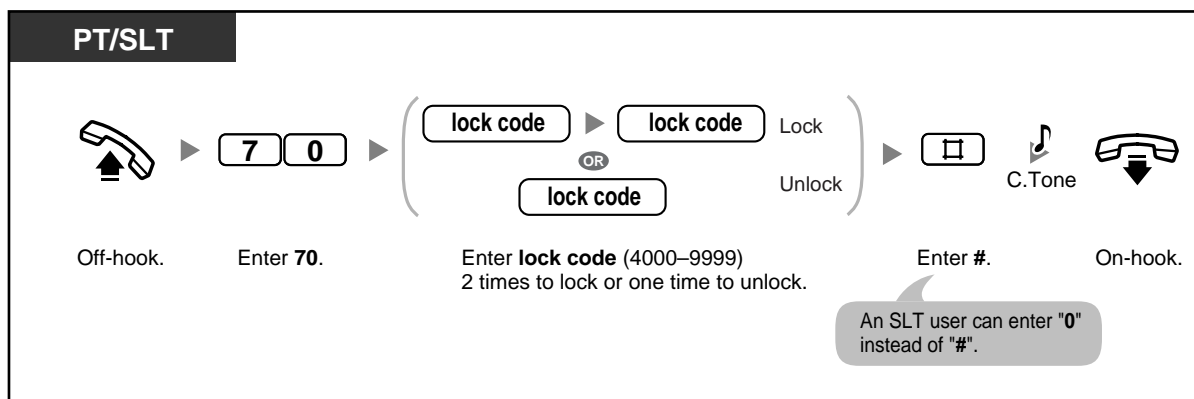 PT/SLT
7 0
lock code lock code Lock
OR
lock code Unlock
#
C.Tone
Off-hook.
Enter 70.
Enter lock code (4000–9999)
2 times to lock or one time to unlock.
Enter #.
On-hook.
An SLT user can enter "0"
instead of "#".